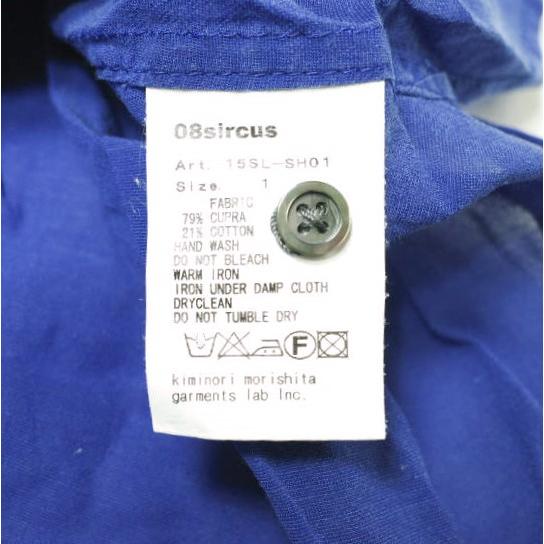 08sircus
Art. 15SL-SH01
Size. 1
FABRIC
79% CUPRA
21% COTTON
HAND WASH
DO NOT BLEACH
WARM IRON
IRON UNDER DAMP CLOTH
DRYCLEAN
DO NOT TUMBLE DRY
F
kiminori morishita
garments lab Inc.